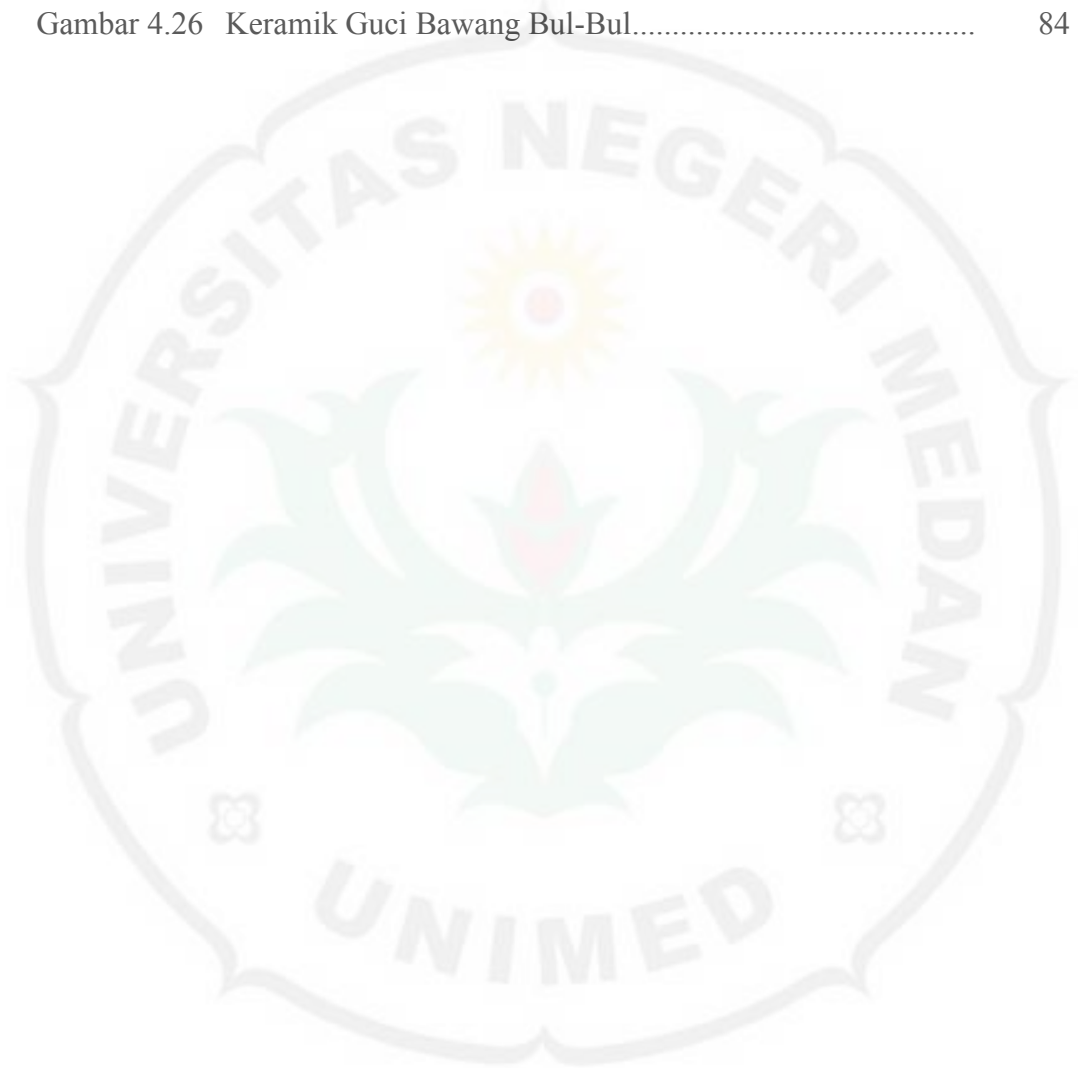 Gambar 4.26 Keramik Guci Bawang Bul-Bul.......................................... 84
UNIVERSITAS NEGERI MEDAN
UNIMED